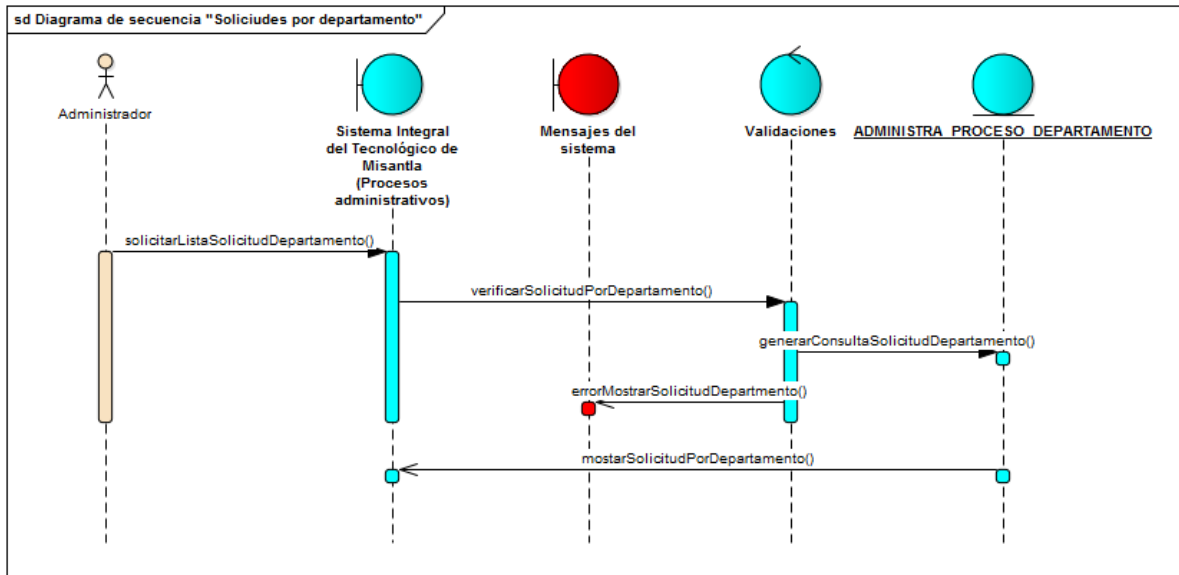 sd Diagrama de secuencia "Soliciudes por departamento"
Administrador
Sistema Integral
del Tecnológico de
Misantla
(Procesos
administrativos)
Mensajes del
sistema
Validaciones
ADMINISTRA_PROCESO_DEPARTAMENTO
solicitarListaSolicitudDepartamento()
verificarSolicitudPorDepartamento()
generarConsultaSolicitudDepartamento()
errorMostrarSolicitudDepartmento()
mostarSolicitudPorDepartamento()